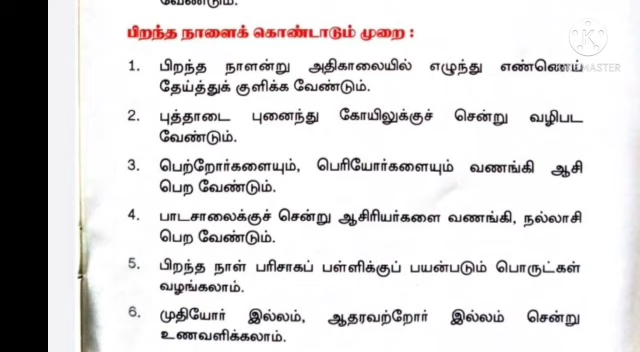 வேண்டும்.
பிறந்த நாளைக் கொண்டாடும் முறை :
1. பிறந்த நாளன்று அதிகாலையில் எழுந்து எண்ணெய்
தேய்த்துக் குளிக்க வேண்டும்.
2. புத்தாடை புனைந்து கோயிலுக்குச் சென்று வழிபட
வேண்டும்.
3. பெற்றோர்களையும், பெரியோர்களையும் வணங்கி ஆசி
பெற வேண்டும்.
4. பாடசாலைக்குச் சென்று ஆசிரியர்களை வணங்கி, நல்லாசி
பெற வேண்டும்.
5. பிறந்த நாள் பரிசாகப் பள்ளிக்குப் பயன்படும் பொருட்கள்
வழங்கலாம்.
6. முதியோர் இல்லம், ஆதரவற்றோர் இல்லம் சென்று
உணவளிக்கலாம்.